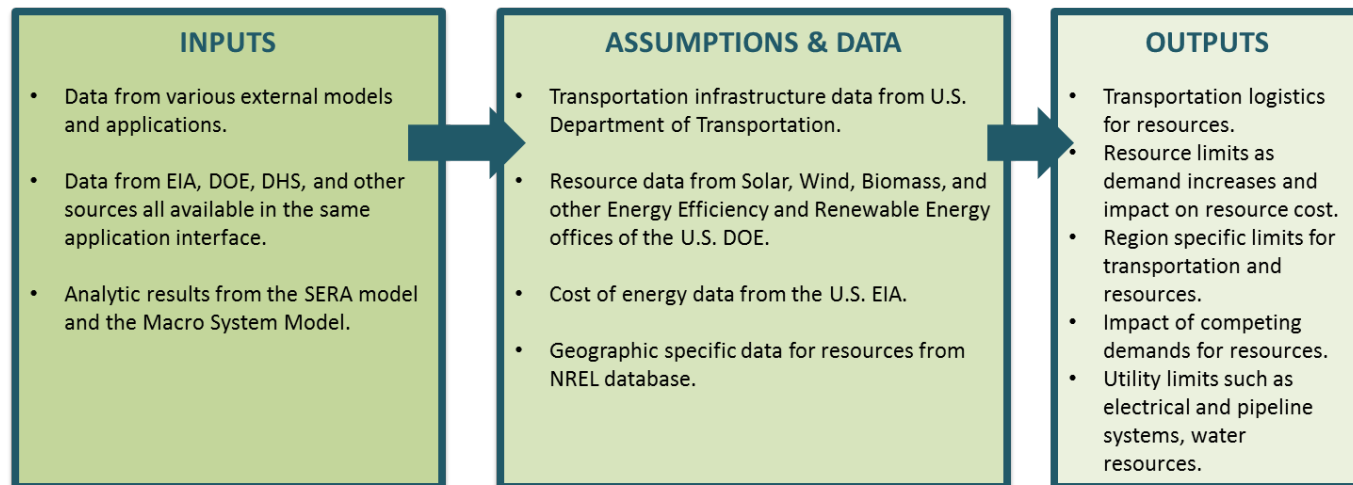 INPUTS
• Data from various external models
and applications.
• Data from EIA, DOE, DHS, and other
sources all available in the same
application interface.
• Analytic results from the SERA model
and the Macro System Model.
ASSUMPTIONS & DATA
• Transportation infrastructure data from U.S.
Department of Transportation.
• Resource data from Solar, Wind, Biomass, and
other Energy Efficiency and Renewable Energy
offices of the U.S. DOE.
• Cost of energy data from the U.S. EIA.
• Geographic specific data for resources from
NREL database.
OUTPUTS
• Transportation logistics
for resources.
• Resource limits as
demand increases and
impact on resource cost.
• Region specific limits for
transportation and
resources.
• Impact of competing
demands for resources.
• Utility limits such as
electrical and pipeline
systems, water
resources.